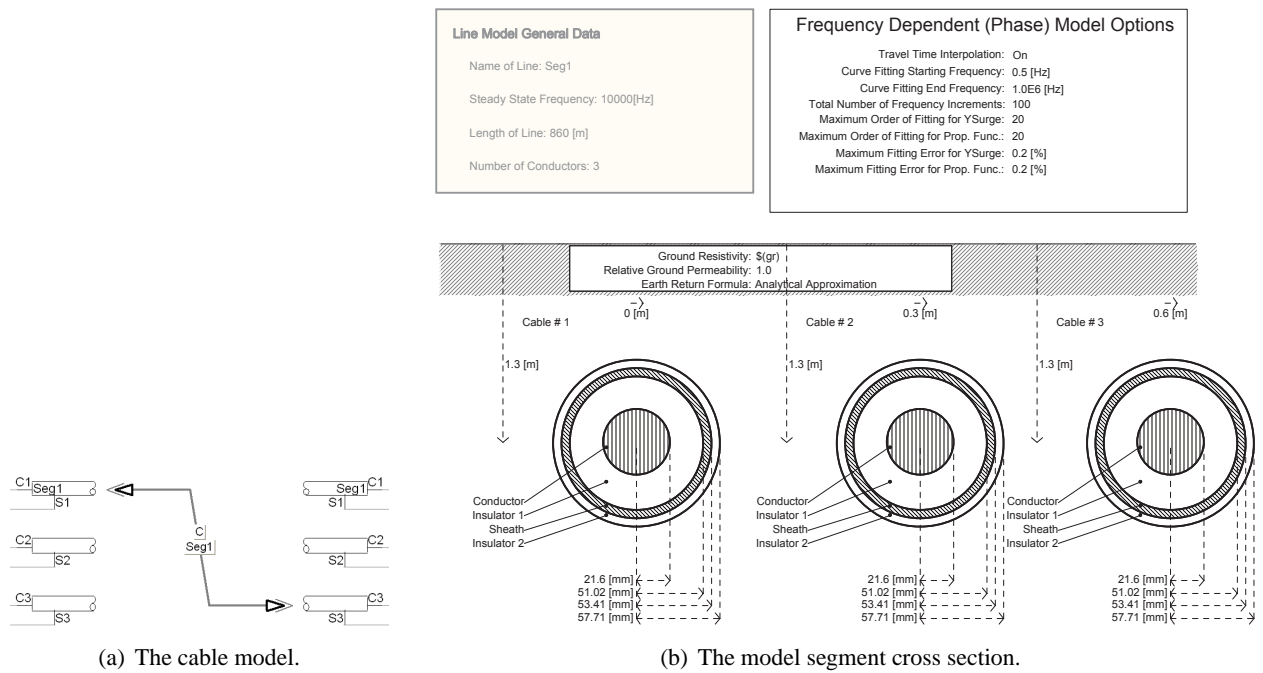 Line Model General Data
Name of Line: Seg1
Steady State Frequency: 10000[Hz]
Length of Line: 860 [m]
Number of Conductors: 3
Frequency Dependent (Phase) Model Options
Travel Time Interpolation: On
Curve Fitting Starting Frequency: 0.5 [Hz]
Curve Fitting End Frequency: 1.0E6 [Hz]
Total Number of Frequency Increments: 100
Maximum Order of Fitting for YSurge: 20
Maximum Order of Fitting for Prop. Func.: 20
Maximum Fitting Error for YSurge: 0.2 [%]
Maximum Fitting Error for Prop. Func.: 0.2 [%]
Ground Resistivity: $(gr)
Relative Ground Permeability: 1.0
Earth Return Formula: Analytical Approximation
Cable # 1
0 [m]
Cable # 2
0.3 [m]
Cable # 3
0.6 [m]
1.3 [m]
1.3 [m]
1.3 [m]
Conductor
Insulator 1
Sheath
Insulator 2
Conductor
Insulator 1
Sheath
Insulator 2
Conductor
Insulator 1
Sheath
Insulator 2
21.6 [mm]
51.02 [mm]
53.41 [mm]
57.71 [mm]
21.6 [mm]
51.02 [mm]
53.41 [mm]
57.71 [mm]
21.6 [mm]
51.02 [mm]
53.41 [mm]
57.71 [mm]
C1
Seg1
S1
C2
S2
C3
S3
C
Seg1
C1
Seg1
S1
C2
S2
C3
S3
(a) The cable model.
(b) The model segment cross section.